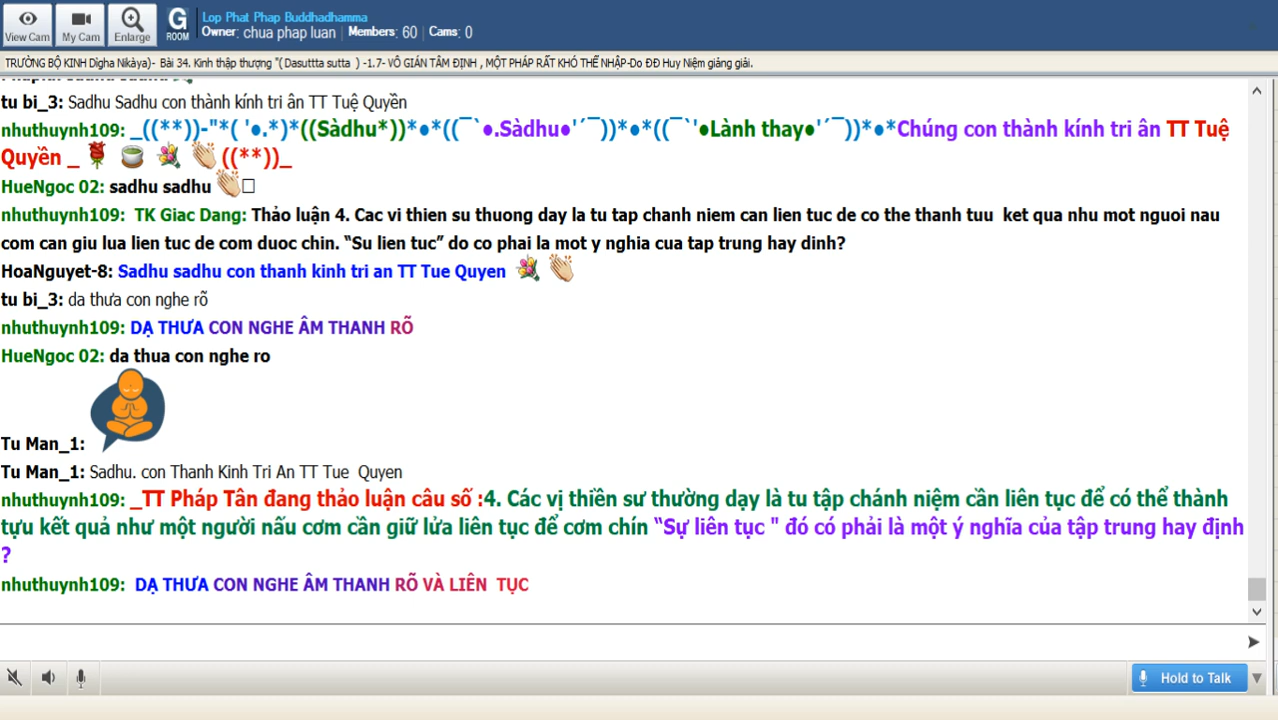 View Cam
My Cam
Enlarge
G
ROOM
Lop Phat Phap Buddhadhamma
Owner: chua phap luan | Members: 60 | Cams: 0
TRƯỜNG BỘ KINH Dīgha Nikàya)- Bài 34. Kinh thập thượng "( Dasuttta sutta ) -1.7- VÔ GIÁN TÂM ĐỊNH , MỘT PHÁP RẤT KHÓ THỂ NHẬP-Do ĐĐ Huy Niệm giảng giải.
tu bi_3: Sadhu Sadhu con thành kính tri ân TT Tuệ Quyền
nhuthuynh109: _((**))-"*( '●.*)*((Sàdhu*))*●*((¯`●.Sàdhu●'´¯))*●*((¯`'●Lành thay●'´¯))*●*Chúng con thành kính tri ân TT Tuệ
Quyền _ ((**))_
HueNgoc 02: sadhu sadhu
nhuthuynh109: TK Giac Dang: Thảo luận 4. Cac vi thien su thuong day la tu tap chanh niem can lien tuc de co the thanh tuu ket qua nhu mot nguoi nau
com can giu lua lien tuc de com duoc chin. “Su lien tuc” do co phai la mot y nghia cua tap trung hay dinh?
HoaNguyet-8: Sadhu sadhu con thanh kinh tri an TT Tue Quyen
tu bi_3: da thưa con nghe rõ
nhuthuynh109: DẠ THƯA CON NGHE ÂM THANH RÕ
HueNgoc 02: da thua con nghe ro
Tu Man_1:
Tu Man_1: Sadhu. con Thanh Kinh Tri An TT Tue Quyen
nhuthuynh109: _TT Pháp Tân đang thảo luận câu số :4. Các vị thiền sư thường dạy là tu tập chánh niệm cần liên tục để có thể thành
tựu kết quả như một người nấu cơm cần giữ lửa liên tục để cơm chín “Sự liên tục " đó có phải là một ý nghĩa của tập trung hay định
?
nhuthuynh109: DẠ THƯA CON NGHE ÂM THANH RÕ VÀ LIÊN TỤC
Hold to Talk